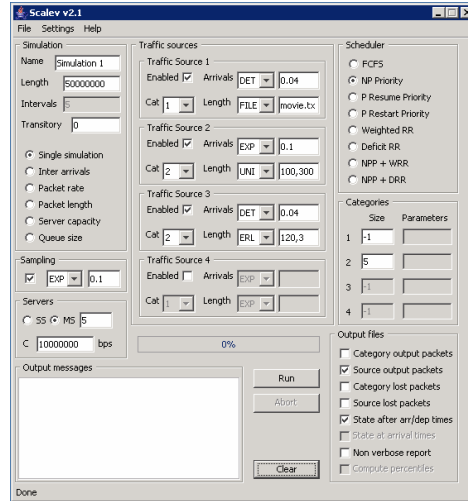 Scalev v2.1
File Settings Help
Simulation
Name Simulation 1
Length 50000000
Intervals 5
Transitory 0
Single simulation
Inter arrivals
Packet rate
Packet length
Server capacity
Queue size
Sampling
EXP 0.1
Servers
SS MS 5
C 10000000 bps
Traffic sources
Traffic Source 1
Enabled Arrivals DET 0.04
Cat 1 Length FILE movie.tx
Traffic Source 2
Enabled Arrivals EXP 0.1
Cat 2 Length UNI 100,300
Traffic Source 3
Enabled Arrivals DET 0.04
Cat 2 Length ERL 120,3
Traffic Source 4
Enabled Arrivals EXP
Cat 1 Length EXP
0%
Scheduler
FCFS
NP Priority
P Resume Priority
P Restart Priority
Weighted RR
Deficit RR
NPP + WRR
NPP + DRR
Categories
Size Parameters
1 -1
2 5
3 -1
4 -1
Output messages
Run
Abort
Clear
Output files
Category output packets
Source output packets
Category lost packets
Source lost packets
State after arr/dep times
State at arrival times
Non verbose report
Compute percentiles
Done